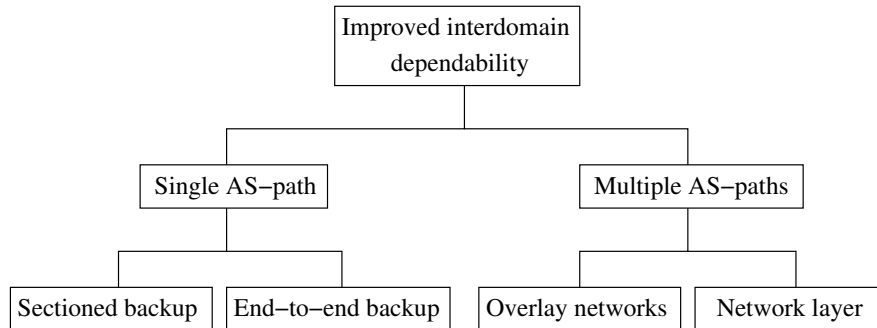 Improved interdomain
dependability
Single AS−path
Multiple AS−paths
Sectioned backup
End−to−end backup
Overlay networks
Network layer